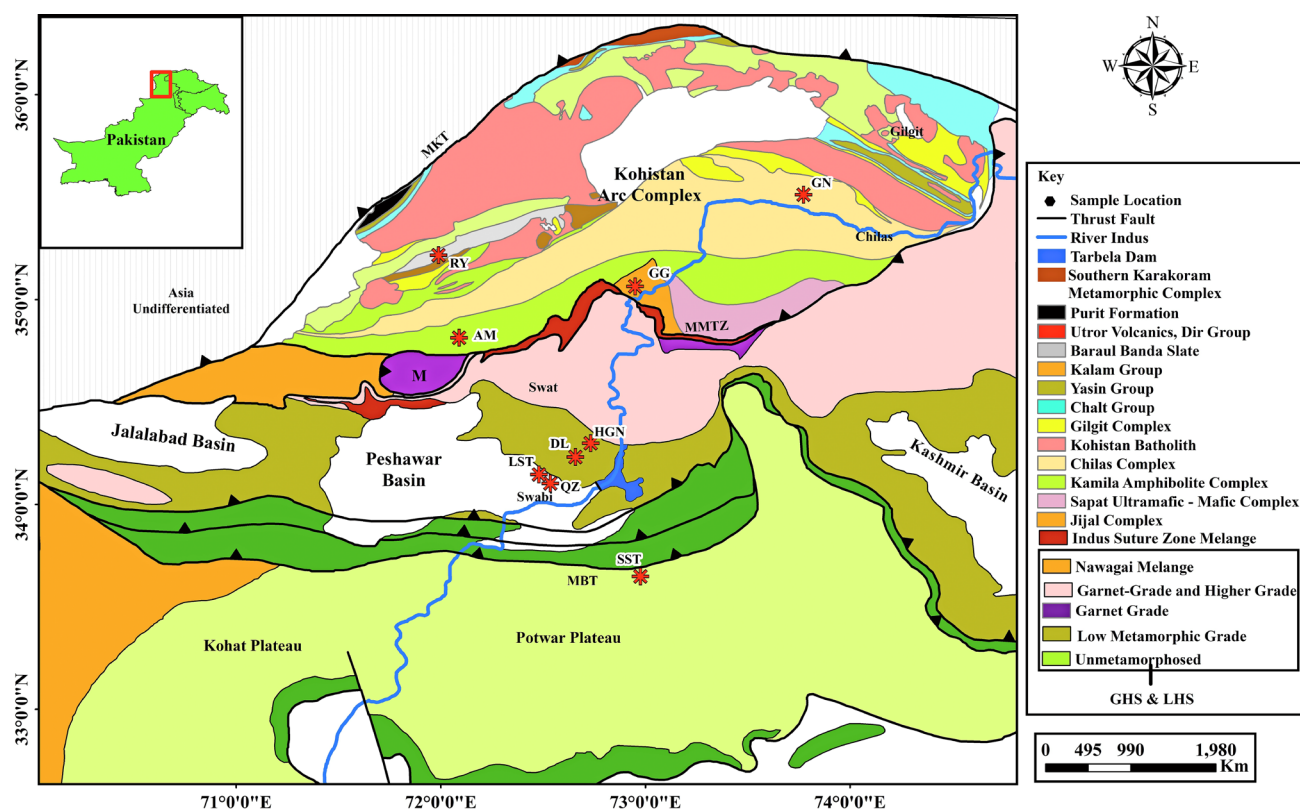 N
W E
S
Pakistan
36°0'0"N
35°0'0"N
34°0'0"N
33°0'0"N
MKT
Gilgit
Kohistan
Arc Complex
GN
Chilas
RY
GG
Asia
Undifferentiated
AM
MMTZ
M
Swat
Jalalabad Basin
HGN
DL
Peshawar
Basin
LST
QZ
Swabi
Kashmir Basin
SST
MBT
Kohat Plateau
Potwar Plateau
71°0'0"E
72°0'0"E
73°0'0"E
74°0'0"E
Key
Sample Location
Thrust Fault
River Indus
Tarbela Dam
Southern Karakoram
Metamorphic Complex
Purit Formation
Utror Volcanics, Dir Group
Baraul Banda Slate
Kalam Group
Yasin Group
Chalt Group
Gilgit Complex
Kohistan Batholith
Chilas Complex
Kamila Amphibolite Complex
Sapat Ultramafic - Mafic Complex
Jijal Complex
Indus Suture Zone Melange
Nawagai Melange
Garnet-Grade and Higher Grade
Garnet Grade
Low Metamorphic Grade
Unmetamorphosed
GHS & LHS
0 495 990 1,980
Km